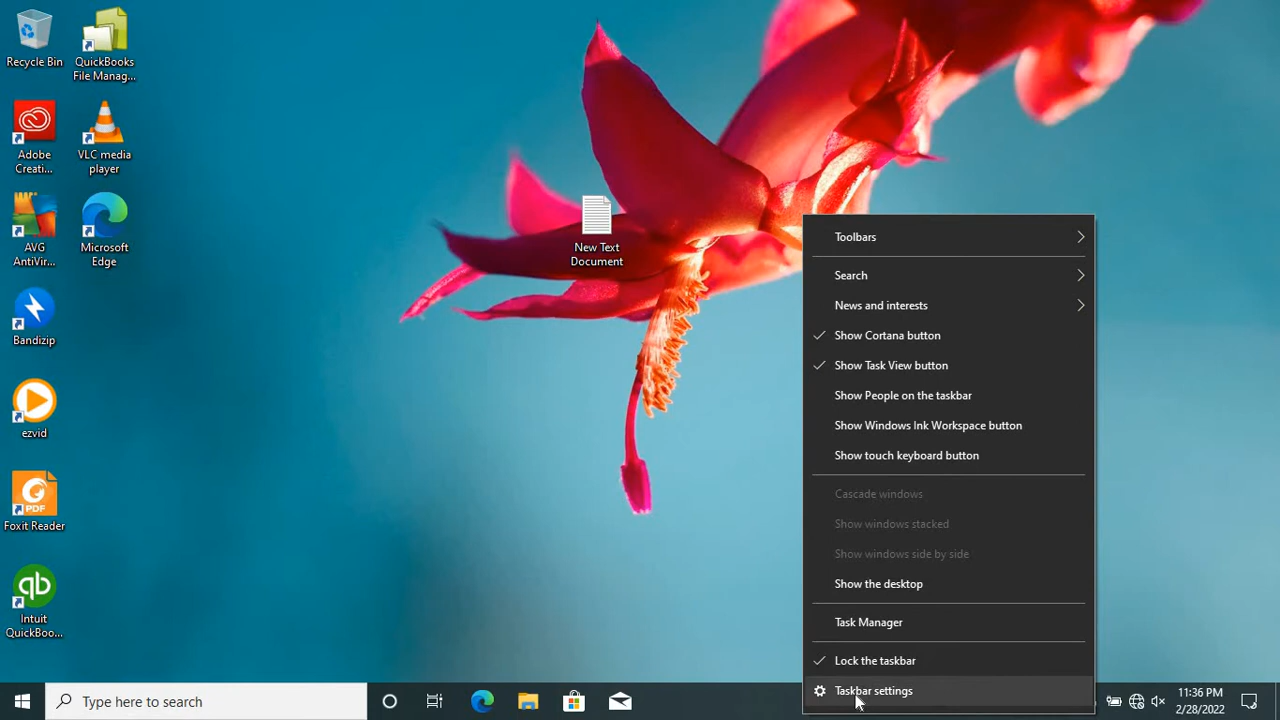 Recycle Bin
QuickBooks
File Manag...
Adobe
Creati...
VLC media
player
AVG
AntiVir...
Microsoft
Edge
Bandizip
ezvid
PDF
Foxit Reader
qb
Intuit
QuickBoo...
New Text
Document
Toolbars
Search
News and interests
Show Cortana button
Show Task View button
Show People on the taskbar
Show Windows Ink Workspace button
Show touch keyboard button
Cascade windows
Show windows stacked
Show windows side by side
Show the desktop
Task Manager
Lock the taskbar
Taskbar settings
Type here to search
11:36 PM
2/28/2022